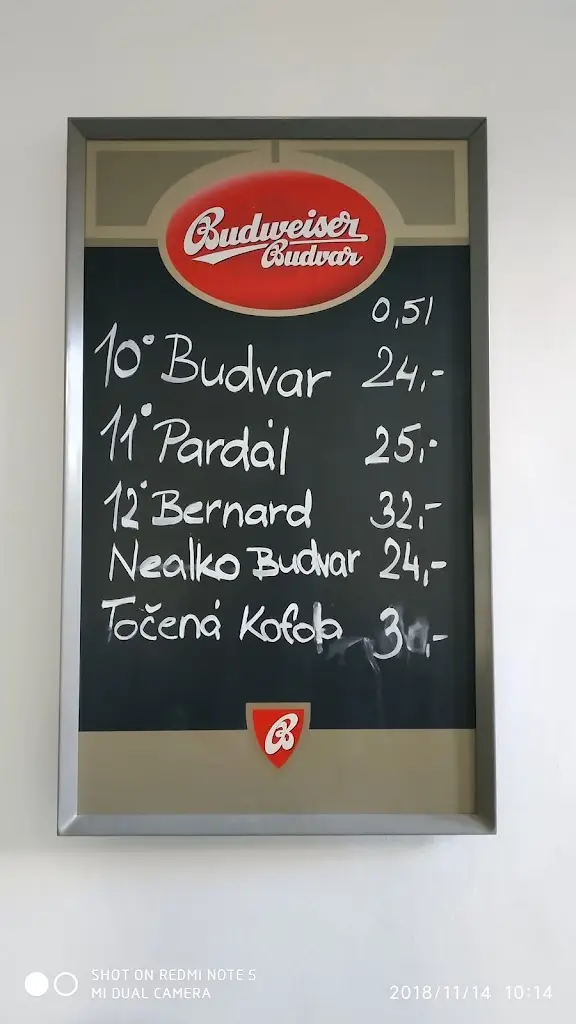 Budweiser
Budvar
0,5l
10° Budvar 24,-
11° Pardál 25,-
12° Bernard 32,-
Nealko Budvar 24,-
Točená Kofola 30,-
B
SHOT ON REDMI NOTE 5
MI DUAL CAMERA
2018/11/14 10:14